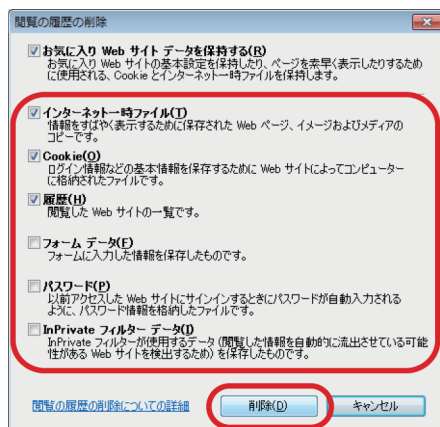 閲覧の履歴の削除
お気に入り Web サイト データを保持する(R)
お気に入り Web サイトの基本設定を保持したり、ページを素早く表示したりするため
に使用される、Cookie とインターネット一時ファイルを保持します。
インターネット一時ファイル(T)
情報をすばやく表示するために保存された Web ページ、イメージおよびメディアの
コピーです。
Cookie(O)
ログイン情報などの基本情報を保存するために Web サイトによってコンピューター
に格納されたファイルです。
履歴(H)
閲覧した Web サイトの一覧です。
フォーム データ(F)
フォームに入力した情報を保存したものです。
パスワード(P)
以前アクセスした Web サイトにサインインするときにパスワードが自動入力される
ように、パスワード情報を格納したファイルです。
InPrivate フィルター データ(I)
InPrivate フィルターが使用するデータ (閲覧した情報を自動的に流出させている可能
性がある Web サイトを検出するため) を保存したものです。
閲覧の履歴の削除についての詳細 削除(D) キャンセル